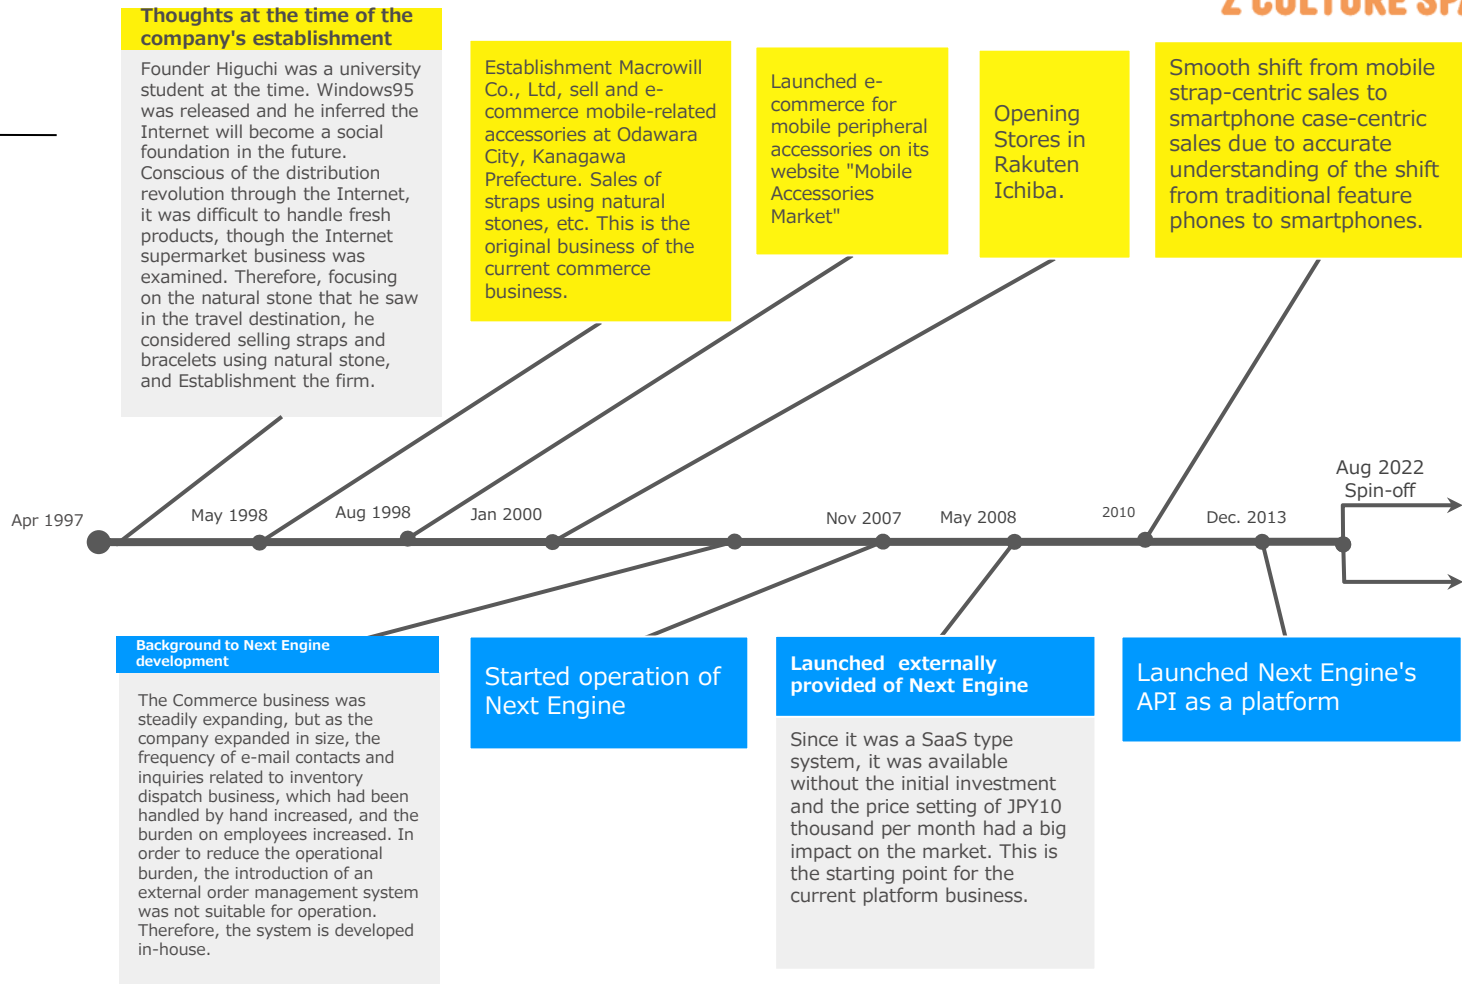 Z CULTURE SPA
Thoughts at the time of the
company's establishment
Founder Higuchi was a university
student at the time. Windows95
was released and he inferred the
Internet will become a social
foundation in the future.
Conscious of the distribution
revolution through the Internet,
it was difficult to handle fresh
products, though the Internet
supermarket business was
examined. Therefore, focusing
on the natural stone that he saw
in the travel destination, he
considered selling straps and
bracelets using natural stone,
and Establishment the firm.
Establishment Macrowill
Co., Ltd, sell and e-
commerce mobile-related
accessories at Odawara
City, Kanagawa
Prefecture. Sales of
straps using natural
stones, etc. This is the
original business of the
current commerce
business.
Launched e-
commerce for
mobile peripheral
accessories on its
website "Mobile
Accessories
Market"
Opening
Stores in
Rakuten
Ichiba.
Smooth shift from mobile
strap-centric sales to
smartphone case-centric
sales due to accurate
understanding of the shift
from traditional feature
phones to smartphones.
Apr 1997
May 1998
Aug 1998
Jan 2000
Nov 2007
May 2008
2010
Dec. 2013
Aug 2022
Spin-off
Background to Next Engine
development
The Commerce business was
steadily expanding, but as the
company expanded in size, the
frequency of e-mail contacts and
inquiries related to inventory
dispatch business, which had been
handled by hand increased, and the
burden on employees increased. In
order to reduce the operational
burden, the introduction of an
external order management system
was not suitable for operation.
Therefore, the system is developed
in-house.
Started operation of
Next Engine
Launched externally
provided of Next Engine
Since it was a SaaS type
system, it was available
without the initial investment
and the price setting of JPY10
thousand per month had a big
impact on the market. This is
the starting point for the
current platform business.
Launched Next Engine's
API as a platform